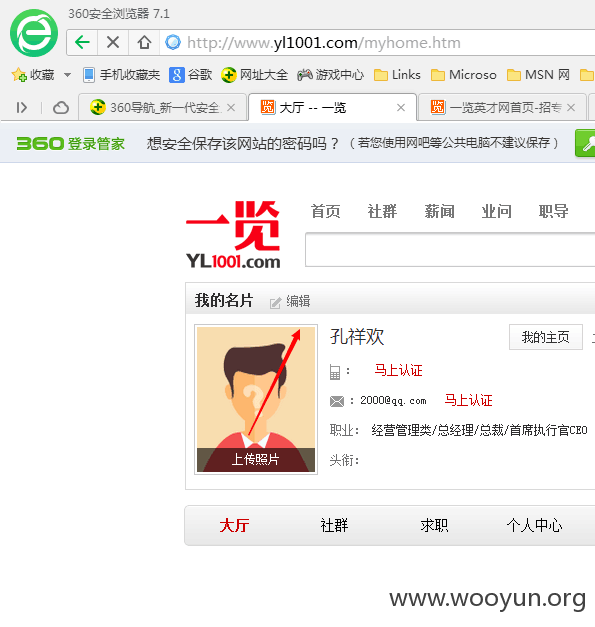 360安全浏览器 7.1
http://www.yl1001.com/myhome.htm
收藏 手机收藏夹 谷歌 网址大全 游戏中心 Links Microso MSN 网
360导航_新一代安全 大厅 -- 一览 一览英才网首页-招专
360 登录管家 想安全保存该网站的密码吗？（若您使用网吧等公共电脑不建议保存）
首页 社群 薪闻 业问 职导
一览
YL1001.com
我的名片 编辑
孔祥欢 我的主页
： 马上认证
：2000@qq.com 马上认证
职业： 经营管理类/总经理/总裁/首席执行官CEO
上传照片
头衔：
大厅 社群 求职 个人中心
www.wooyun.org